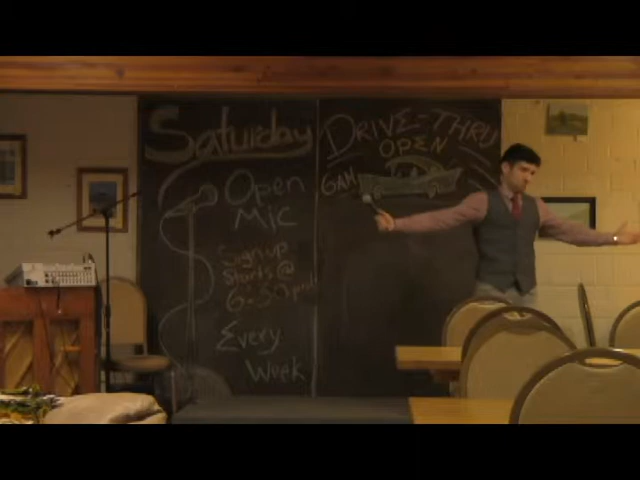 Saturday
Open
Mic
Signup
Starts @
6:30 pm
Every
Week
DRIVE-THRU
OPEN
6AM